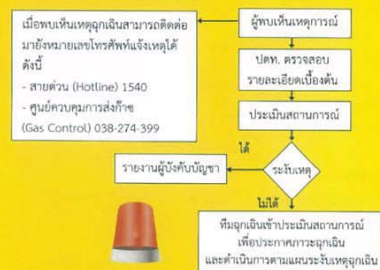 เมื่อพบเห็นเหตุฉุกเฉินสามารถติดต่อ
มายังหมายเลขโทรศัพท์แจ้งเหตุได้
ดังนี้
- สายด่วน (Hotline) 1540
- ศูนย์ควบคุมการส่งก๊าซ
(Gas Control) 038-274-399
ผู้พบเห็นเหตุการณ์
ปตท. ตรวจสอบ
รายละเอียดเบื้องต้น
ประเมินสถานการณ์
ได้
รายงานผู้บังคับบัญชา
ระงับเหตุ
ไม่ได้
ทีมฉุกเฉินเข้าประเมินสถานการณ์
เพื่อประกาศภาวะฉุกเฉิน
และดำเนินการตามแผนระงับเหตุฉุกเฉิน